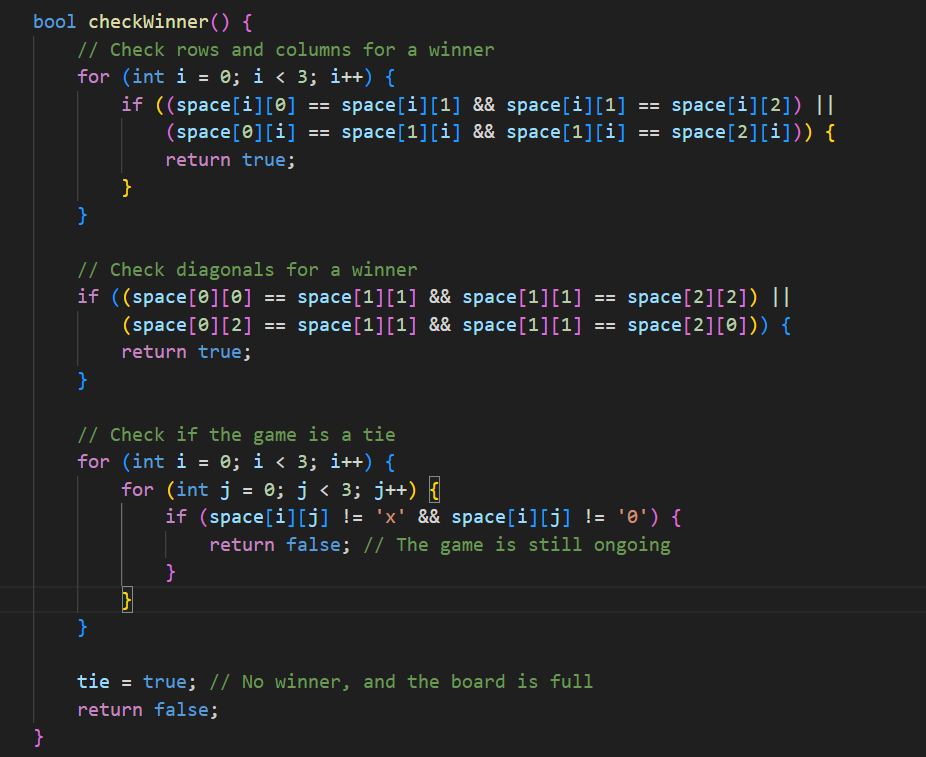 bool checkWinner() {
    // Check rows and columns for a winner
    for (int i = 0; i < 3; i++) {
        if ((space[i][0] == space[i][1] && space[i][1] == space[i][2]) ||
            (space[0][i] == space[1][i] && space[1][i] == space[2][i])) {
            return true;
        }
    }

    // Check diagonals for a winner
    if ((space[0][0] == space[1][1] && space[1][1] == space[2][2]) ||
        (space[0][2] == space[1][1] && space[1][1] == space[2][0])) {
        return true;
    }

    // Check if the game is a tie
    for (int i = 0; i < 3; i++) {
        for (int j = 0; j < 3; j++) {
            if (space[i][j] != 'x' && space[i][j] != '0') {
                return false; // The game is still ongoing
            }
        }
    }

    tie = true; // No winner, and the board is full
    return false;
}